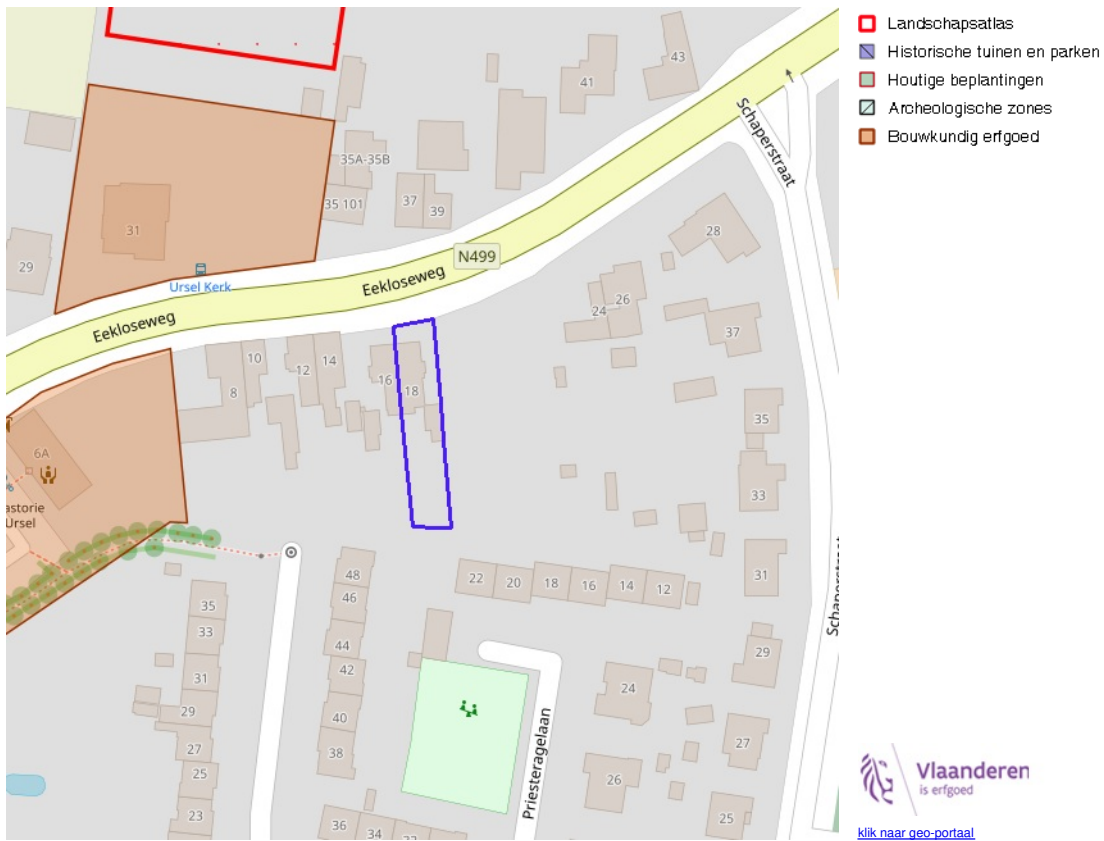 Landschapsatlas
Historische tuinen en parken
Houtige beplantingen
Archeologische zones
Bouwkundig erfgoed
43
41
Schaperstraat
35A-35B
35 101
37
39
31
29
28
N499
Ursel Kerk
Eekloseweg
Eekloseweg
24
26
37
10
14
12
16
18
8
35
6A
astorie
Ursel
33
48
46
22
20
18
16
14
12
31
35
33
44
42
31
29
29
24
40
38
27
25
23
27
26
Priesteragelaan
Schaperstraat
36
34
25
Vlaanderen
is erfgoed
klik naar geo-portaal